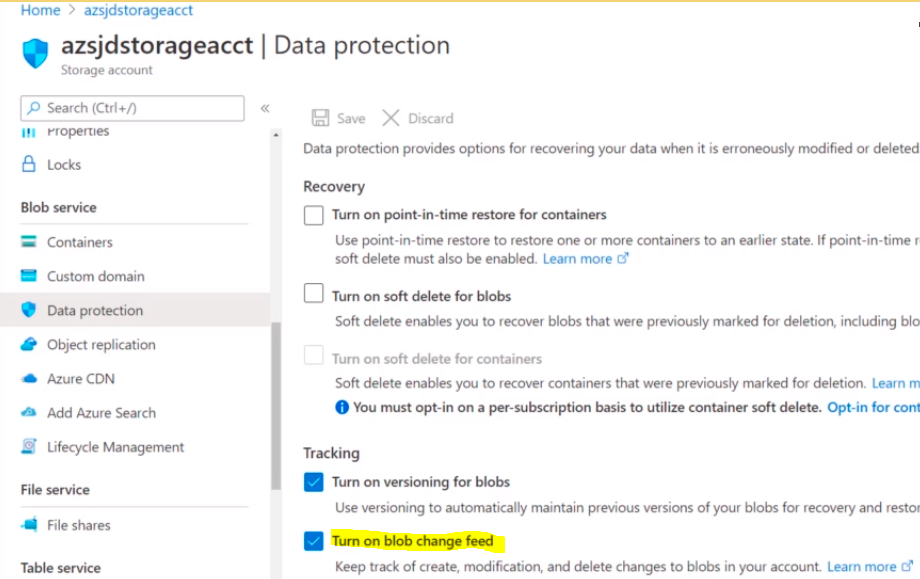 Home > azsjdstorageacct
azsjdstorageacct | Data protection
Storage account
Search (Ctrl+/)
«
Properties
Locks
Blob service
Containers
Custom domain
Data protection
Object replication
Azure CDN
Add Azure Search
Lifecycle Management
File service
File shares
Table service
Save Discard
Data protection provides options for recovering your data when it is erroneously modified or deleted
Recovery
Turn on point-in-time restore for containers
Use point-in-time restore to restore one or more containers to an earlier state. If point-in-time
soft delete must also be enabled. Learn more
Turn on soft delete for blobs
Soft delete enables you to recover blobs that were previously marked for deletion, including
Turn on soft delete for containers
Soft delete enables you to recover containers that were previously marked for deletion. Learn
You must opt-in on a per-subscription basis to utilize container soft delete. Opt-in for
Tracking
Turn on versioning for blobs
Use versioning to automatically maintain previous versions of your blobs for recovery and
Turn on blob change feed
Keep track of create, modification, and delete changes to blobs in your account. Learn more